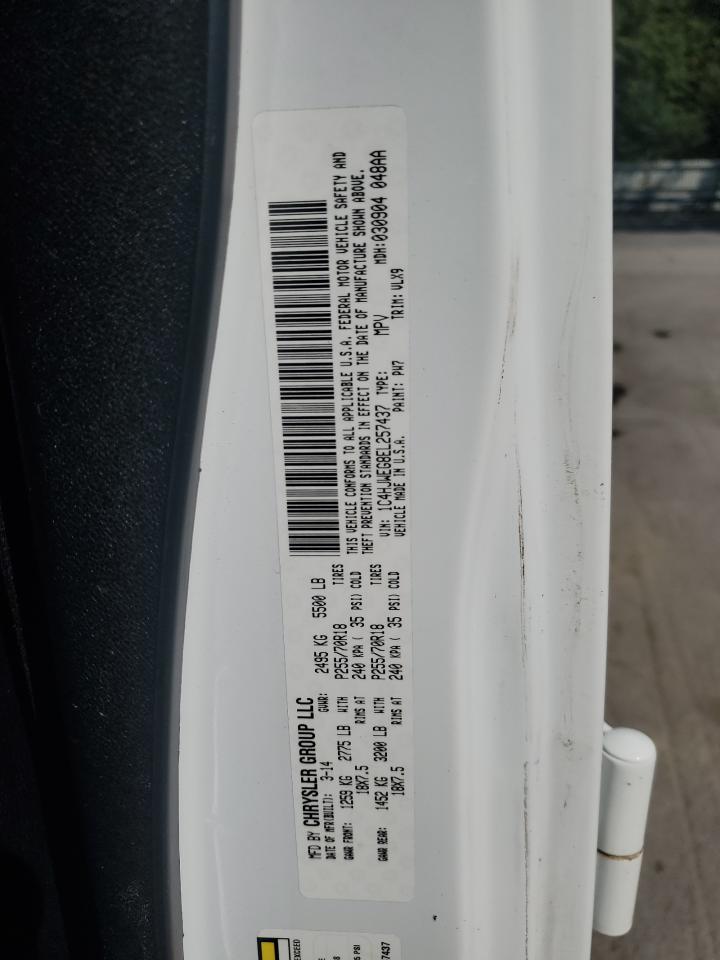 MFD BY CHRYSLER GROUP LLC
DATE OF MFR(BUILT): 3-14 GVWR: 2495 KG 5500 LB
GAWR FRONT: 1259 KG 2775 LB WITH P255/70R18 TIRES
18X7.5 RIMS AT 240 KPA ( 35 PSI) COLD
GAWR REAR: 1452 KG 3200 LB WITH P255/70R18 TIRES
18X7.5 RIMS AT 240 KPA ( 35 PSI) COLD
THIS VEHICLE CONFORMS TO ALL APPLICABLE U.S.A. FEDERAL MOTOR VEHICLE SAFETY AND
THEFT PREVENTION STANDARDS IN EFFECT ON THE DATE OF MANUFACTURE SHOWN ABOVE.
VIN: 1C4HJWEG8EL257437 TYPE: MPV MDH:030904 048AA
VEHICLE MADE IN U.S.A. PAINT: PW7 TRIM: VLX9
EXCEED
PSI
7437